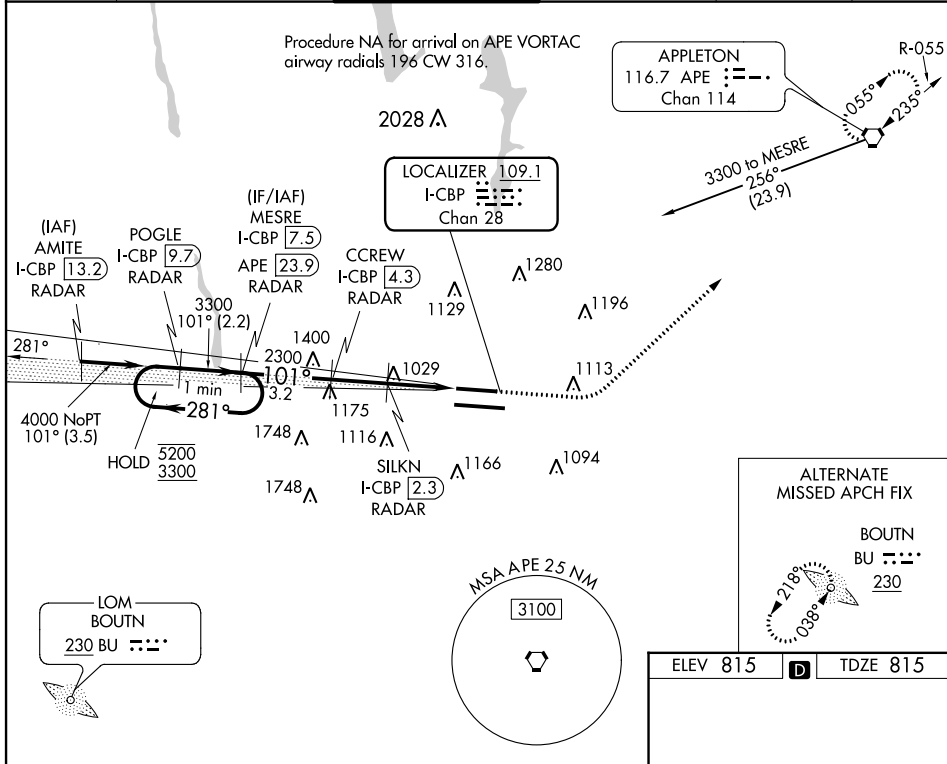 Procedure NA for arrival on APE VORTAC
airway radials 196 CW 316.
APPLETON
116.7 APE
Chan 114
R-055
055°
235°
2028
3300 to MESRE
256°
(23.9)
LOCALIZER 109.1
I-CBP
Chan 28
(IAF)
AMITE
I-CBP 13.2
RADAR
POGLE
I-CBP 9.7
RADAR
(IF/IAF)
MESRE
I-CBP 7.5
APE 23.9
RADAR
CCREW
I-CBP 4.3
RADAR
1280
1129
1196
3300
101° (2.2)
1400
2300
101°
3.2
281°
1029
1113
1 min
281°
4000 NoPT
101° (3.5)
HOLD 5200
3300
1175
1748
1116
1166
1094
1748
SILKN
I-CBP 2.3
RADAR
ALTERNATE
MISSED APCH FIX
BOUTN
BU
230
218°
038°
MSA APE 25 NM
3100
LOM
BOUTN
230 BU
ELEV 815
D
TDZE 815